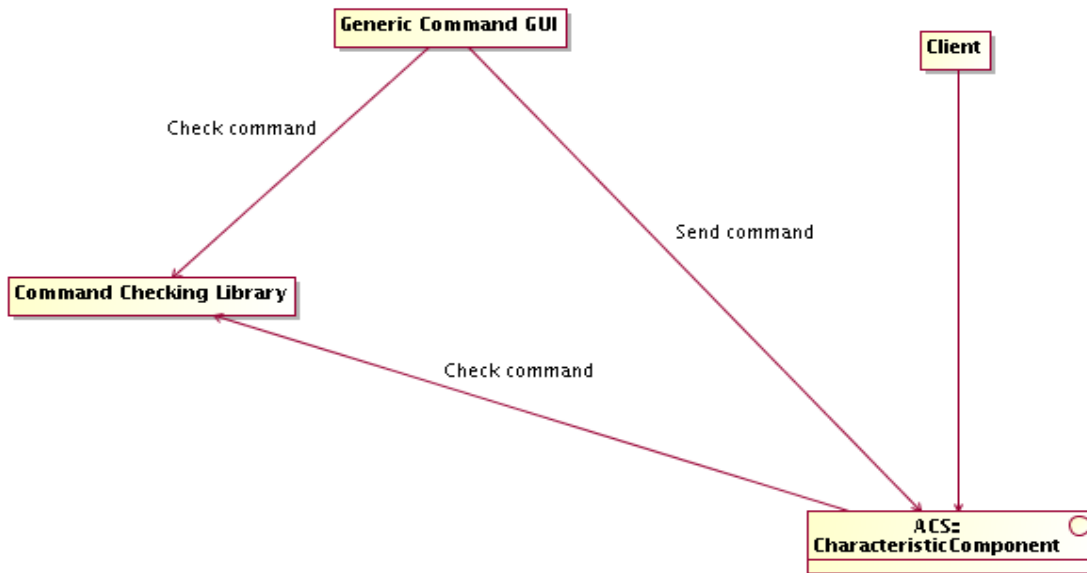 Generic Command GUI
Client
Check command
Send command
Command Checking Library
Check command
ACS=
CharacteristicComponent